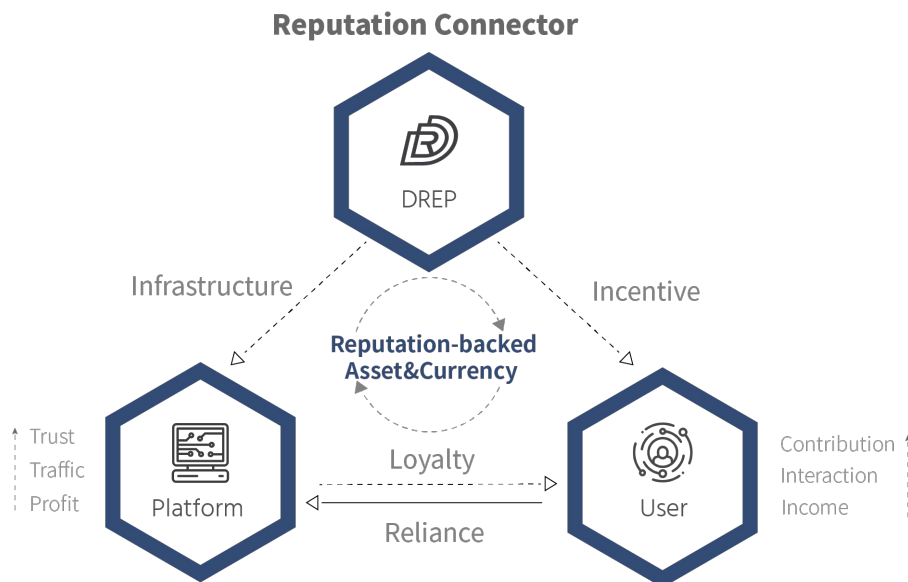 Reputation Connector
DREP
Infrastructure
Incentive
Reputation-backed
Asset&Currency
Trust
Traffic
Profit
Platform
Loyalty
Reliance
User
Contribution
Interaction
Income